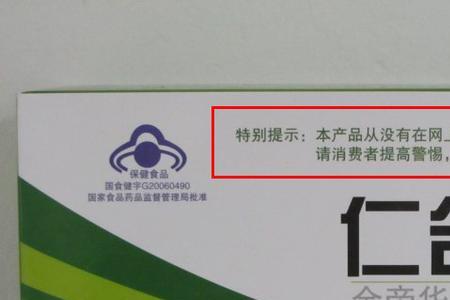 特别提示：本产品从没有在网上
请消费者提高警惕，
保健食品
国食健字G20060490
国家食品药品监督管理局批准
仁